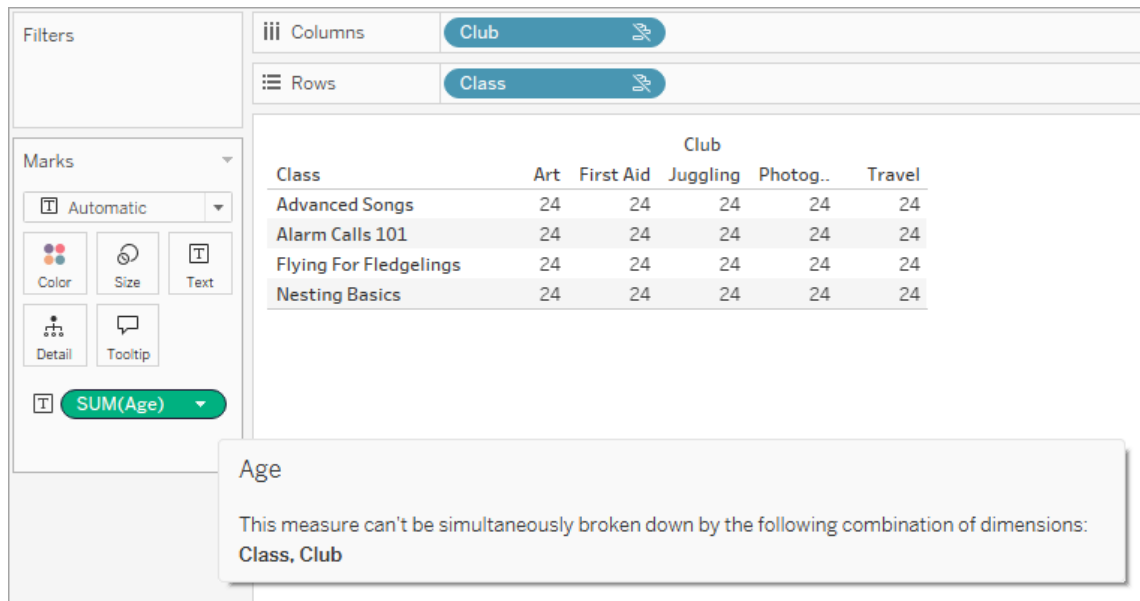 Filters
Columns Club
Rows Class
Marks
Automatic
Color Size Text
Detail Tooltip
SUM(Age)
Club
Class Art First Aid Juggling Photog.. Travel
Advanced Songs 24 24 24 24 24
Alarm Calls 101 24 24 24 24 24
Flying For Fledgelings 24 24 24 24 24
Nesting Basics 24 24 24 24 24
Age
This measure can't be simultaneously broken down by the following combination of dimensions:
Class, Club